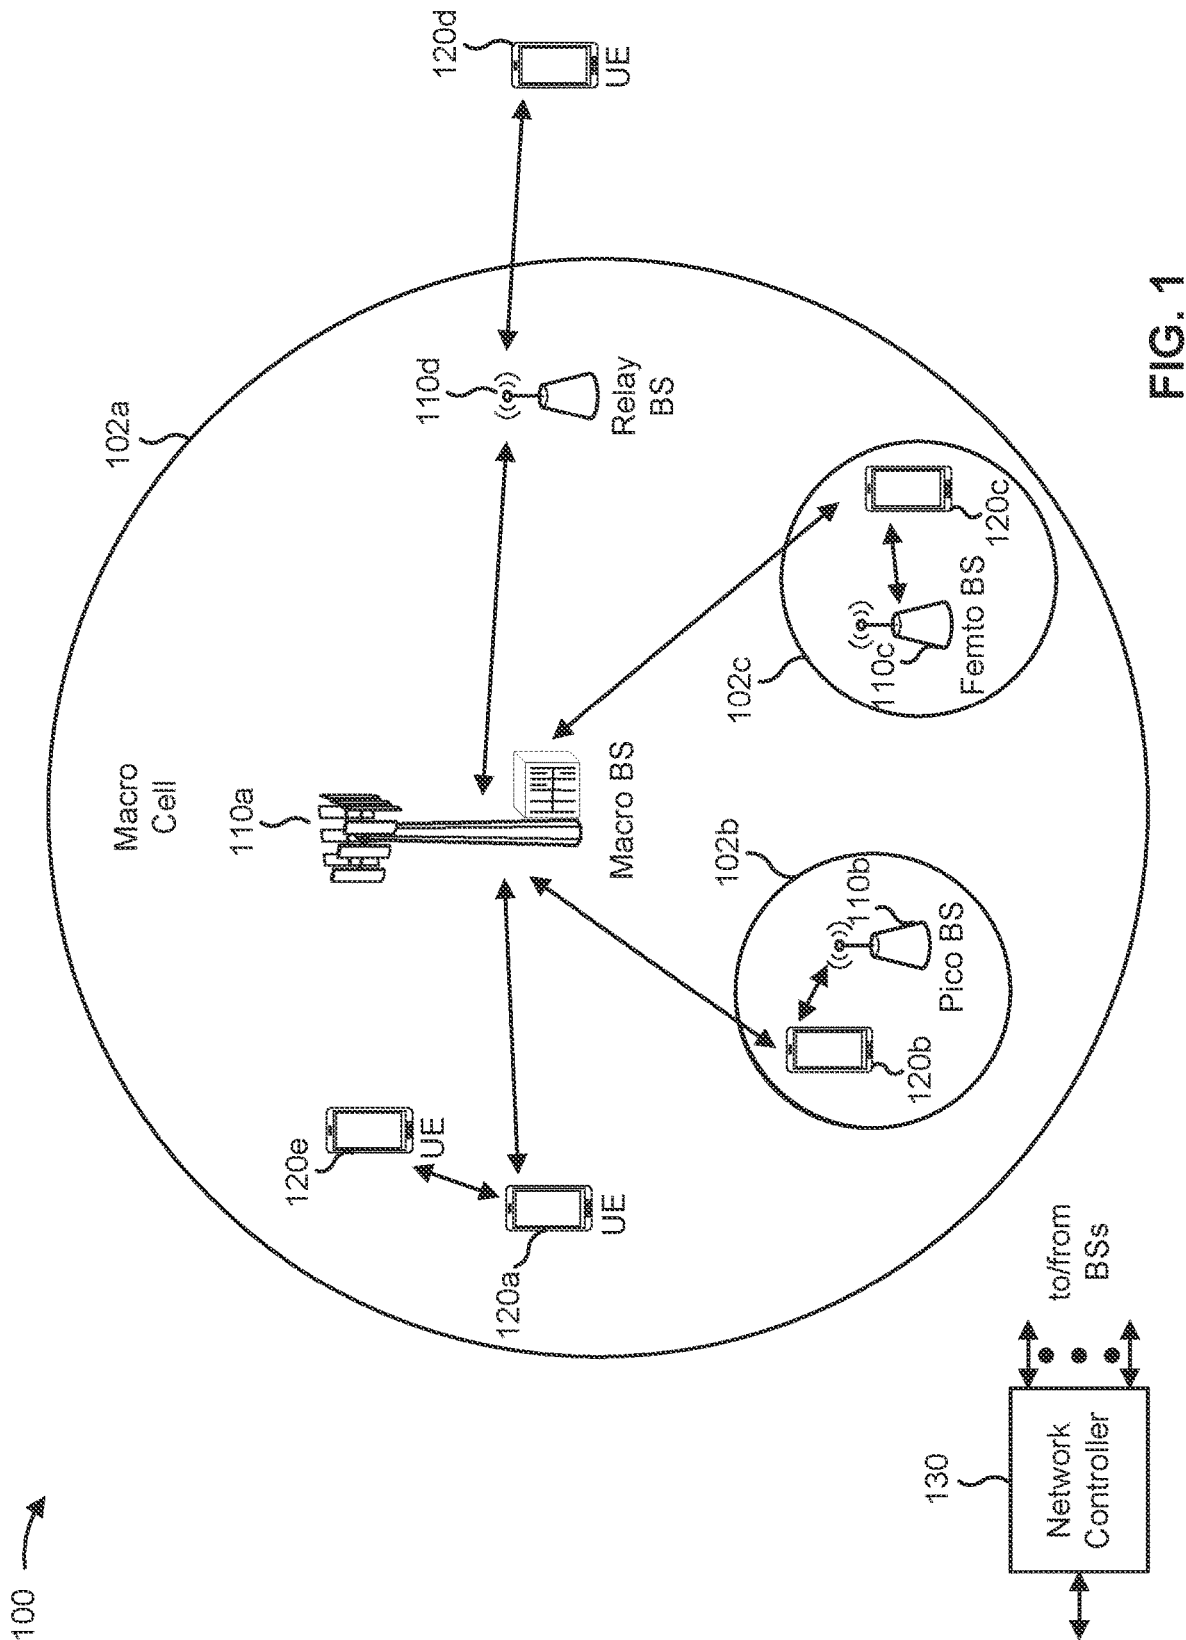 100
102a
Macro
Cell
110a
120d
UE
110d
Relay
BS
120e
UE
120a
UE
Macro BS
102b
110b
Pico BS
120b
102c
110c
Femto BS
120c
130
Network
Controller
to/from
BSs
FIG. 1